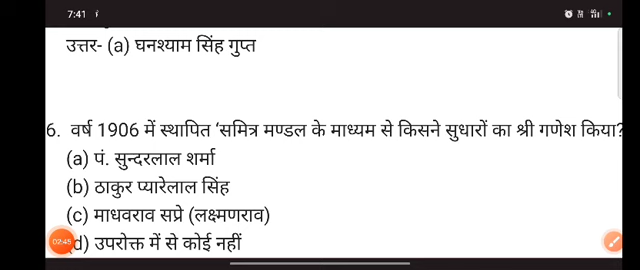 7:41
उत्तर- (a) घनश्याम सिंह गुप्त
6. वर्ष 1906 में स्थापित ‘समित्र मण्डल के माध्यम से किसने सुधारों का श्री गणेश किया?
(a) पं. सुन्दरलाल शर्मा
(b) ठाकुर प्यारेलाल सिंह
(c) माधवराव सप्रे (लक्ष्मणराव)
02:45 d) उपरोक्त में से कोई नहीं